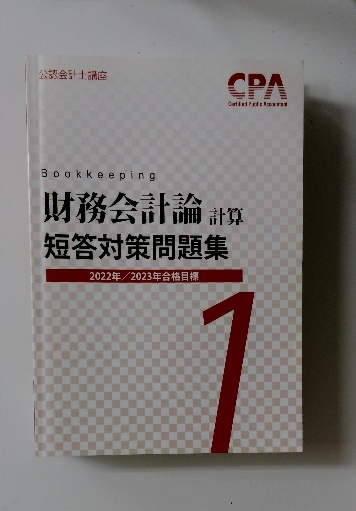 公認会計士講座
CPA
Certified Public Accountant
Bookkeeping
財務会計論 計算
短答対策問題集
2022年／2023年合格目標
1